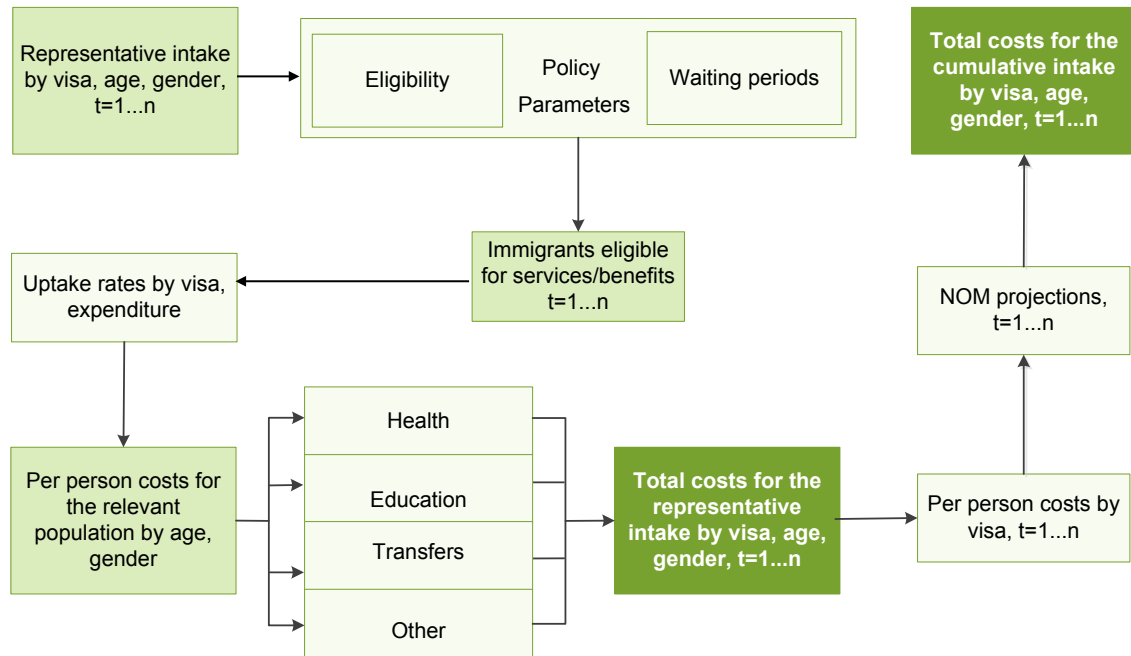 Representative intake
by visa, age, gender,
t=1...n
Eligibility
Policy
Parameters
Waiting periods
Total costs for the
cumulative intake
by visa, age,
gender, t=1...n
Immigrants eligible
for services/benefits
t=1...n
Uptake rates by visa,
expenditure
NOM projections,
t=1...n
Per person costs for
the relevant
population by age,
gender
Health
Education
Transfers
Other
Total costs for the
representative
intake by visa, age,
gender, t=1...n
Per person costs by
visa, t=1...n